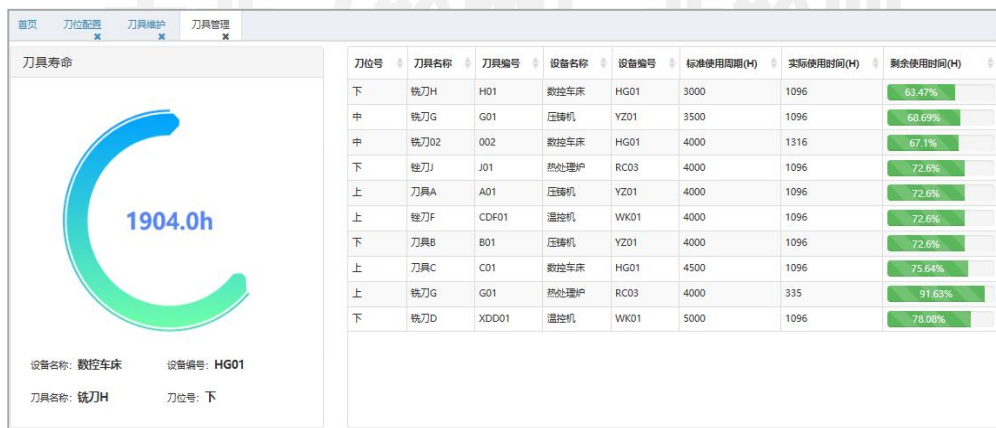 首页 刀位配置 刀具维护 刀具管理
刀具寿命
1904.0h
设备名称: 数控车床 设备编号: HG01
刀具名称: 铣刀H 刀位号: 下
刀位号 刀具名称 刀具编号 设备名称 设备编号 标准使用周期(H) 实际使用时间(H) 剩余使用时间(H)
下 铣刀H H01 数控车床 HG01 3000 1096 63.47%
中 铣刀G G01 压铸机 YZ01 3500 1096 68.69%
中 铣刀02 002 数控车床 HG01 4000 1316 67.1%
下 锉刀J J01 热处理炉 RC03 4000 1096 72.6%
上 刀具A A01 压铸机 YZ01 4000 1096 72.6%
上 锉刀F CDF01 温控机 WK01 4000 1096 72.6%
下 刀具B B01 压铸机 YZ01 4000 1096 72.6%
上 刀具C C01 数控车床 HG01 4500 1096 75.64%
上 铣刀G G01 热处理炉 RC03 4000 335 91.63%
下 铣刀D XDD01 温控机 WK01 5000 1096 78.08%